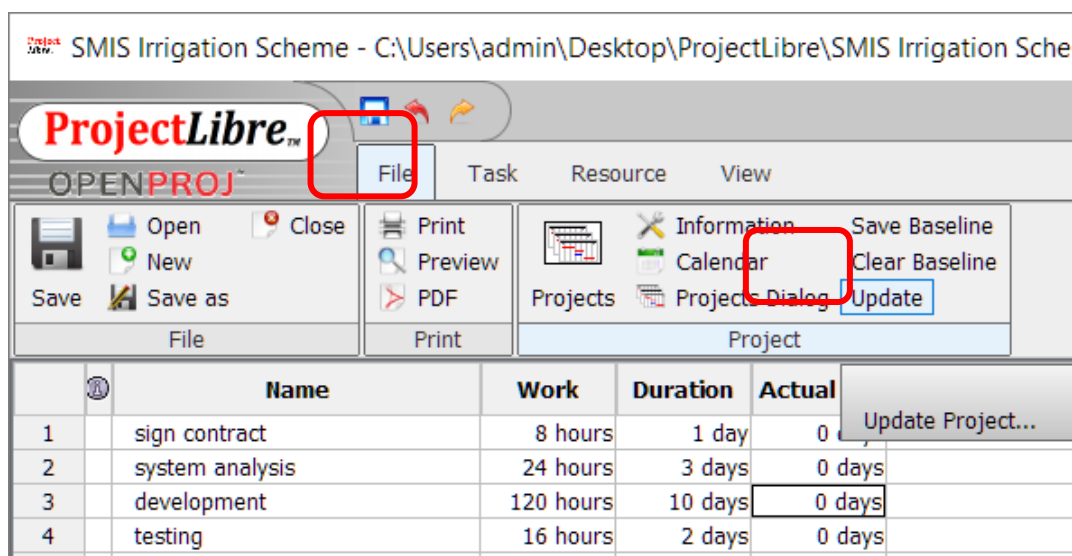 Project Libre. SMIS Irrigation Scheme - C:\Users\admin\Desktop\ProjectLibre\SMIS Irrigation Sche
ProjectLibre™
OPENPROJ
File Task Resource View
Open Close Print Information Save Baseline
New Preview Calendar Clear Baseline
Save Save as PDF Projects Projects Dialog Update
File Print Project
Name Work Duration Actual
Update Project...
1 sign contract 8 hours 1 day 0
2 system analysis 24 hours 3 days 0 days
3 development 120 hours 10 days 0 days
4 testing 16 hours 2 days 0 days